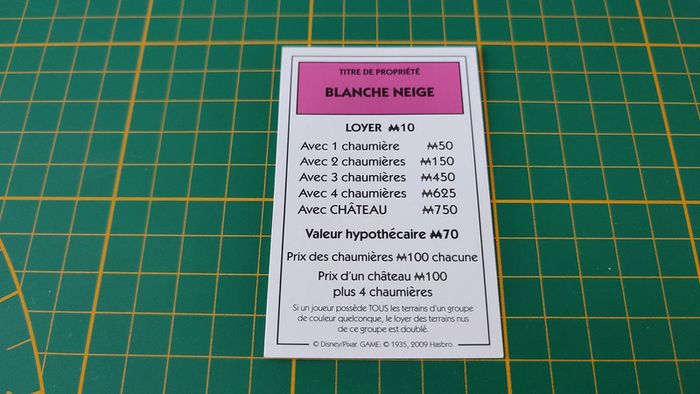 TITRE DE PROPRIÉTÉ
BLANCHE NEIGE
LOYER ₩10
Avec 1 chaumière ₩50
Avec 2 chaumières ₩150
Avec 3 chaumières ₩450
Avec 4 chaumières ₩625
Avec CHÂTEAU ₩750
Valeur hypothécaire ₩70
Prix des chaumières ₩100 chacune
Prix d'un château ₩100
plus 4 chaumières
Si un joueur possède TOUS les terrains d'un groupe
de couleur quelconque, le loyer des terrains nus
de ce groupe est doublé.
© Disney/Pixar. GAME: © 1935, 2009 Hasbro.